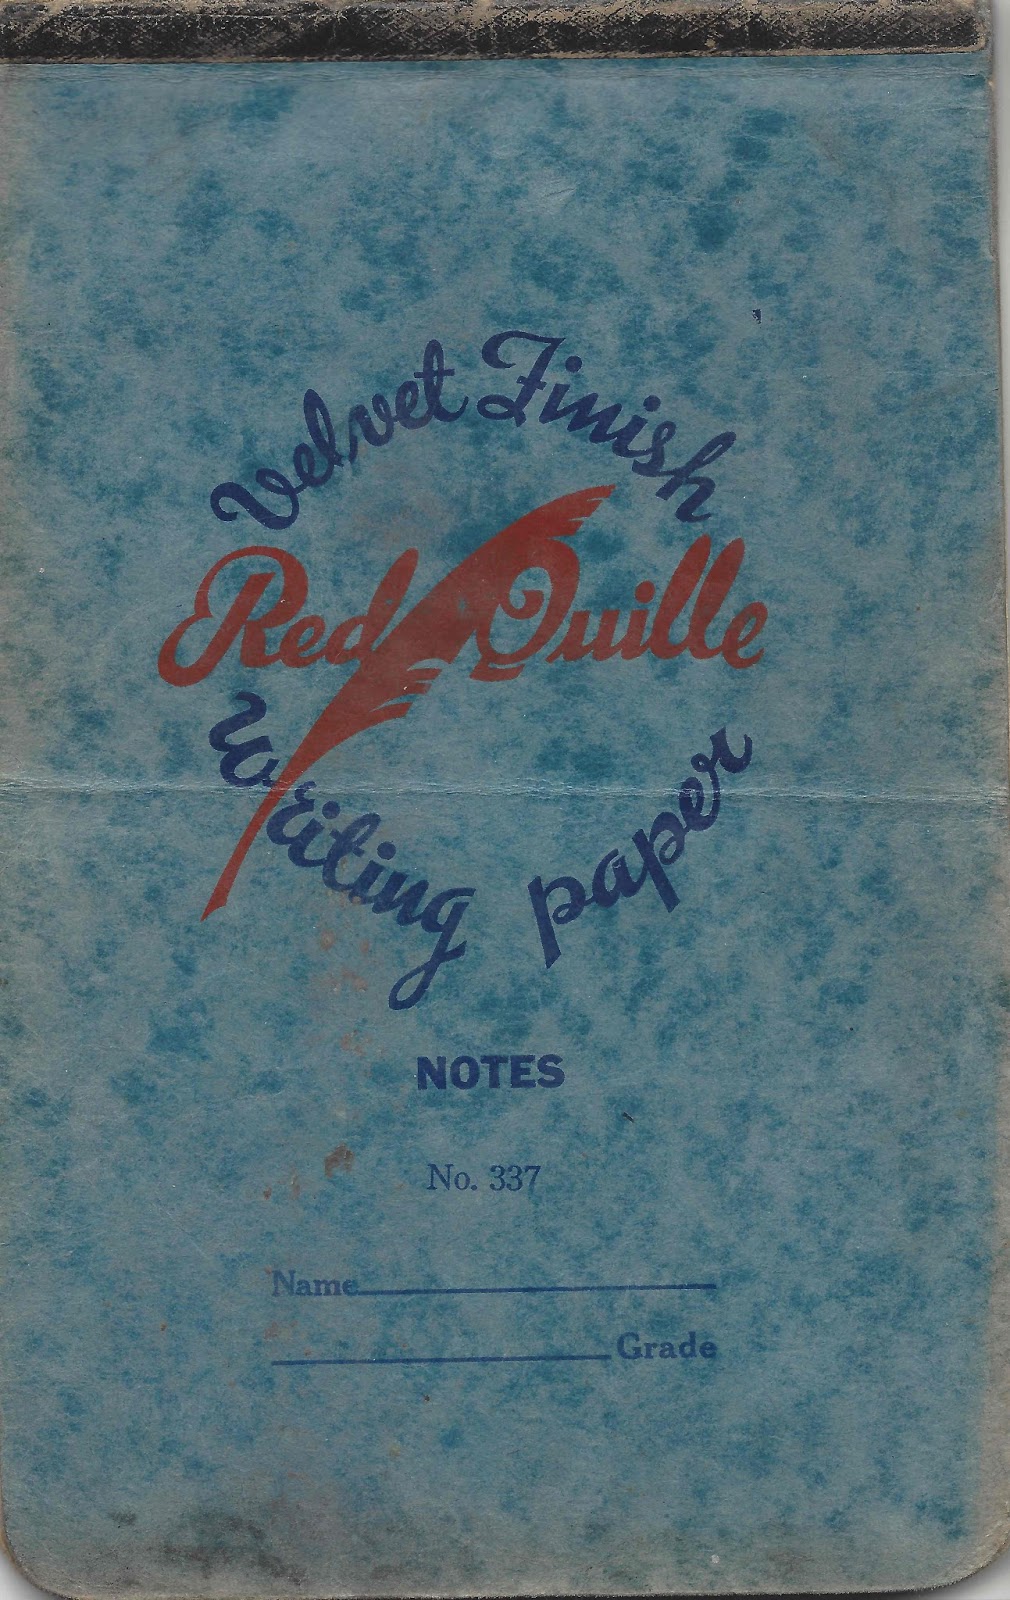 Velvet Finish
Red Quille
Writing paper
NOTES
No. 337
Name
Grade